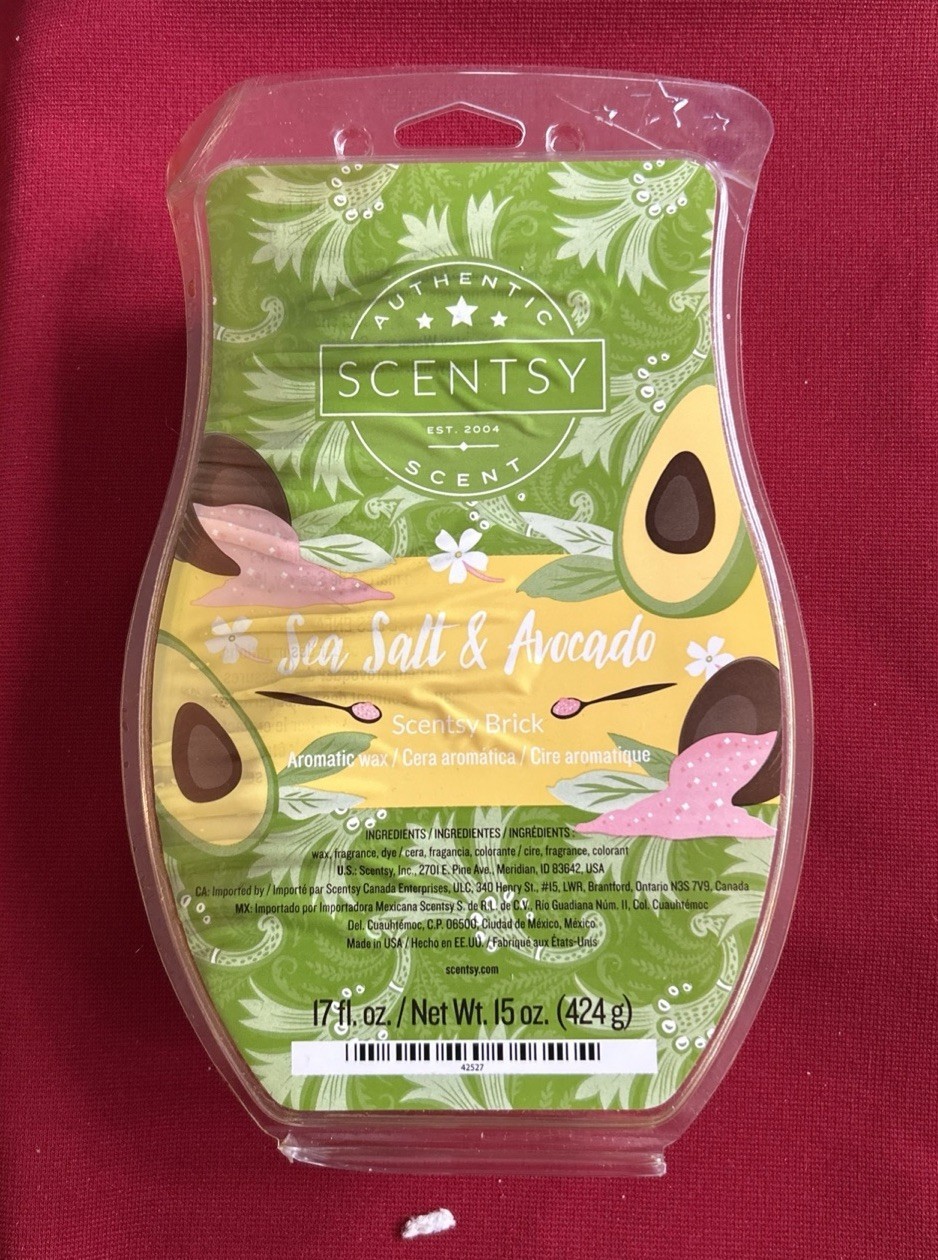 AUTHENTIC
SCENTSY
EST. 2004
SCENT
Sea Salt & Avocado
Scentsy Brick
Aromatic wax / Cera aromática / Cire aromatique
INGREDIENTS / INGREDIENTES / INGRÉDIENTS :
wax, fragrance, dye / cera, fragancia, colorante / cire, fragrance, colorant
U.S.: Scentsy, Inc., 2701 E. Pine Ave., Meridian, ID 83642, USA
CA: Imported by / Importé par Scentsy Canada Enterprises, ULC, 340 Henry St., #15, LWR, Brantford, Ontario N3S 7V9, Canada
MX: Importado por Importadora Mexicana Scentsy S. de R.L. de C.V., Río Guadiana Núm. 11, Col. Cuauhtémoc
Del. Cuauhtémoc, C.P. 06500, Ciudad de México, México
Made in USA / Hecho en EE.UU. / Fabriqué aux États-Unis
scentsy.com
17 fl. oz. / Net Wt. 15 oz. (424 g)
42527